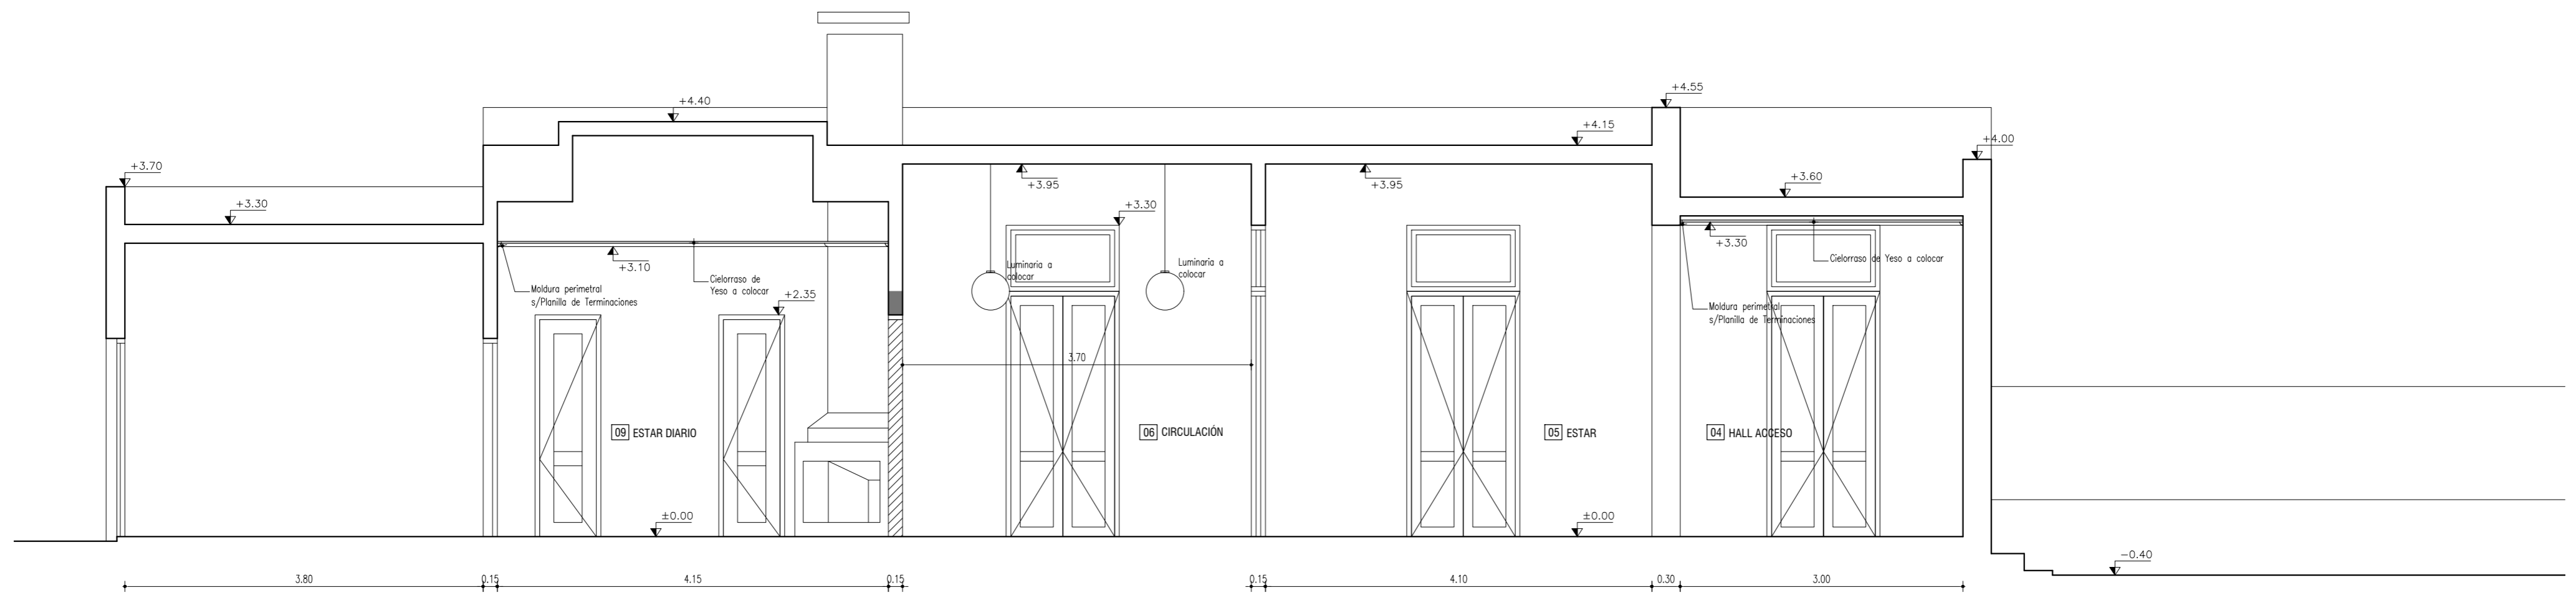 +4.40
+4.55
+4.15
+4.00
+3.70
+3.95
+3.95
+3.60
+3.30
+3.30
+3.30
+3.10
Luminaria a
colocar
Luminaria a
colocar
Cielorraso de Yeso a colocar
Moldura perimetral
s/Planilla de Terminaciones
Cielorraso de
Yeso a colocar
+2.35
Moldura perimetral
s/Planilla de Terminaciones
3.70
09 ESTAR DIARIO
06 CIRCULACIÓN
05 ESTAR
04 HALL ACCESO
±0.00
±0.00
-0.40
3.80 0.15 4.15 0.15 0.15 4.10 0.30 3.00